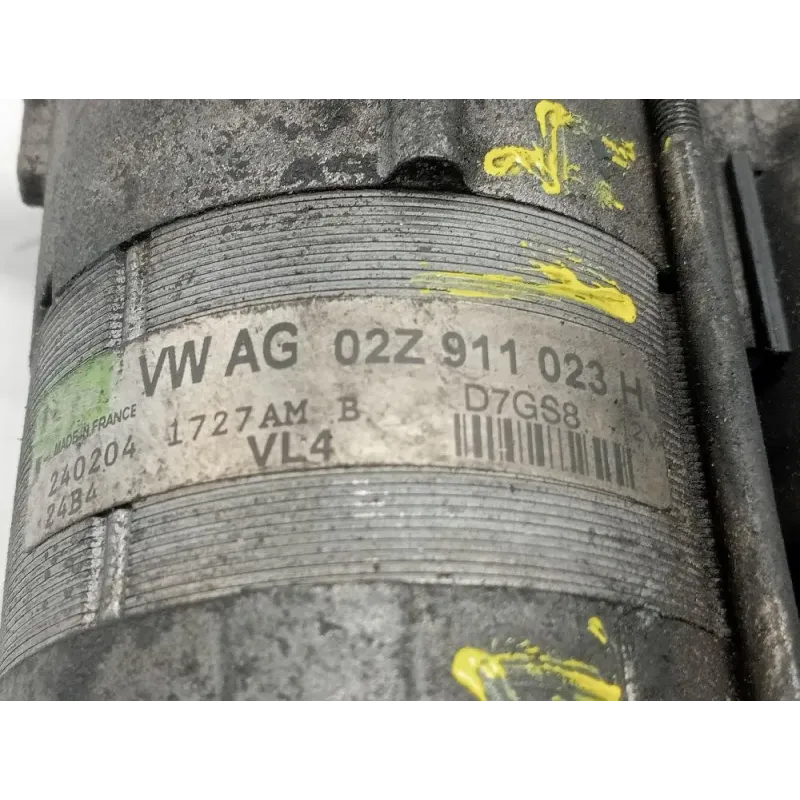 VW AG 02Z 911 023 H
MADE IN FRANCE 1727AM B D7GS8
240204 VL4
24B4